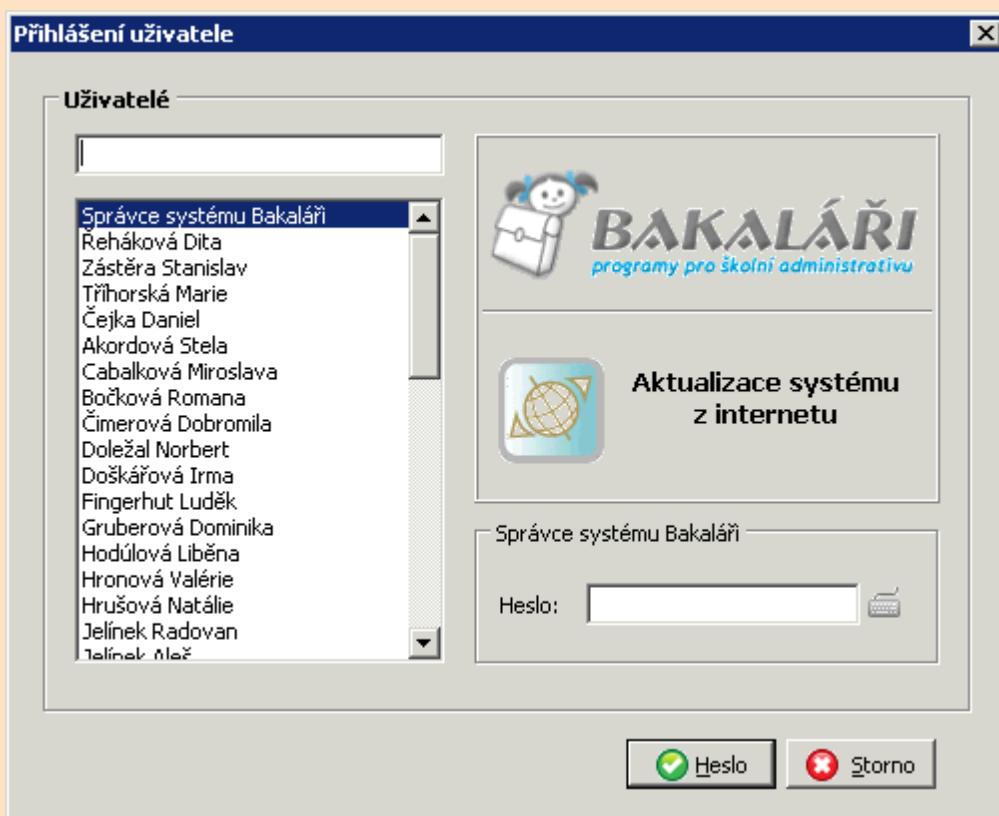 Přihlášení uživatele
Uživatelé
Správce systému Bakaláři
Řeháková Dita
Zástěra Stanislav
Tříhorská Marie
Čejka Daniel
Akordová Stela
Cabalková Miroslava
Bočková Romana
Čimerová Dobromila
Doležal Norbert
Doškářová Irma
Fingerhut Luděk
Gruberová Dominika
Hodúlová Liběna
Hronová Valérie
Hrušová Natálie
Jelínek Radovan
Jelínek Aleš
BAKALÁŘI
programy pro školní administrativu
Aktualizace systému
z internetu
Správce systému Bakaláři
Heslo:
Heslo
Storno